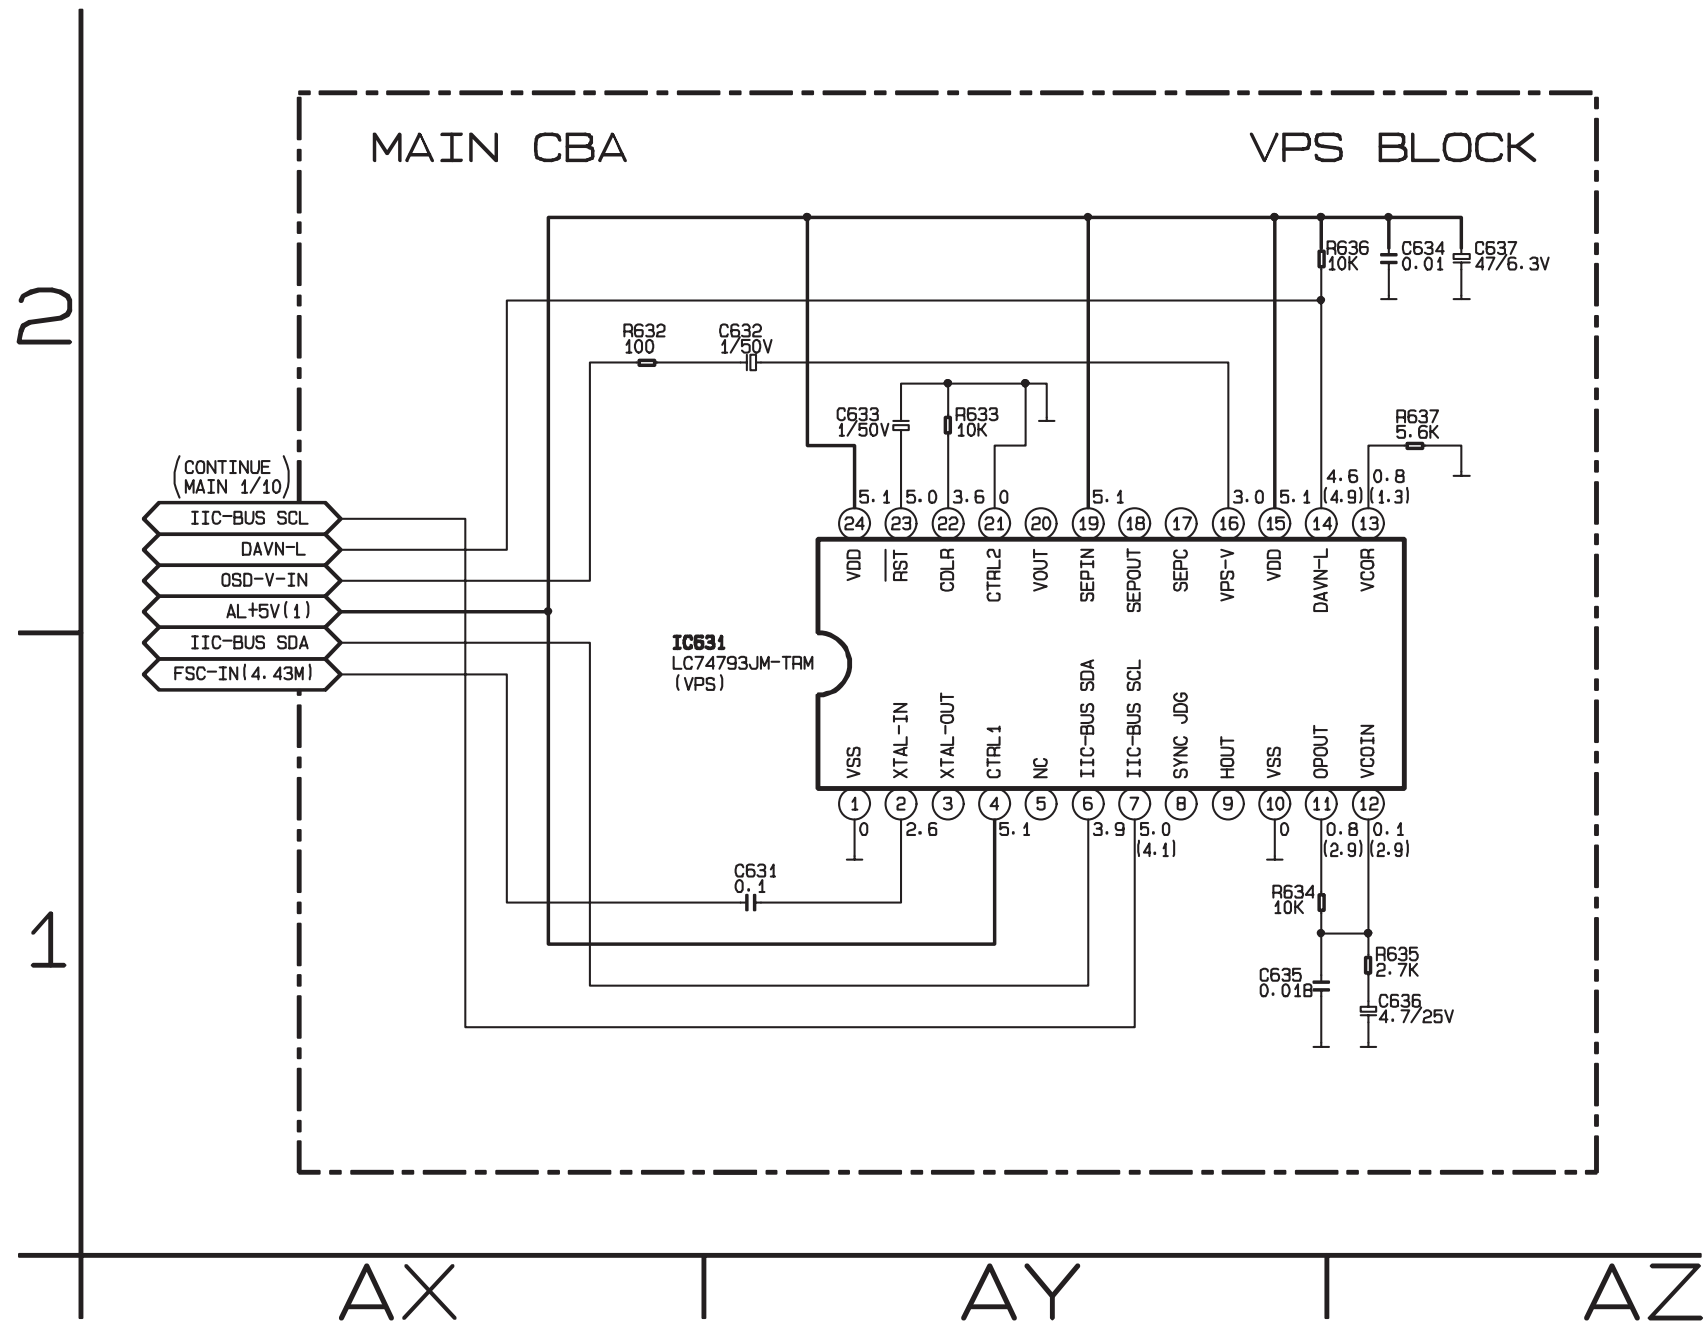 MAIN CBA
VPS BLOCK
2
R636
10K
C634
0.01
C637
47/6.3V
R632
100
C632
1/50V
C633
1/50V
R633
10K
R637
5.6K
(CONTINUE
MAIN 1/10)
IIC-BUS SCL
DAVN-L
OSD-V-IN
AL+5V(1)
IIC-BUS SDA
FSC-IN(4.43M)
5.1 5.0 3.6 0 5.1 3.0 5.1 4.6 0.8
(4.9) (1.3)
24 23 22 21 20 19 18 17 16 15 14 13
VDD RST CDLR CTRL2 VOUT SEPIN SEPOUT SEPC VPS-V VDD DAVN-L VCOR
IC631
LC74793JM-TRM
(VPS)
VSS XTAL-IN XTAL-OUT CTRL1 NC IIC-BUS SDA IIC-BUS SCL SYNC JDG HOUT VSS OPOUT VCOIN
1 2 3 4 5 6 7 8 9 10 11 12
0 2.6 5.1 3.9 5.0 0 0.8 0.1
(4.1) (2.9) (2.9)
C631
0.1
R634
10K
1
R635
2.7K
C635
0.01B
C636
4.7/25V
AX AY AZ